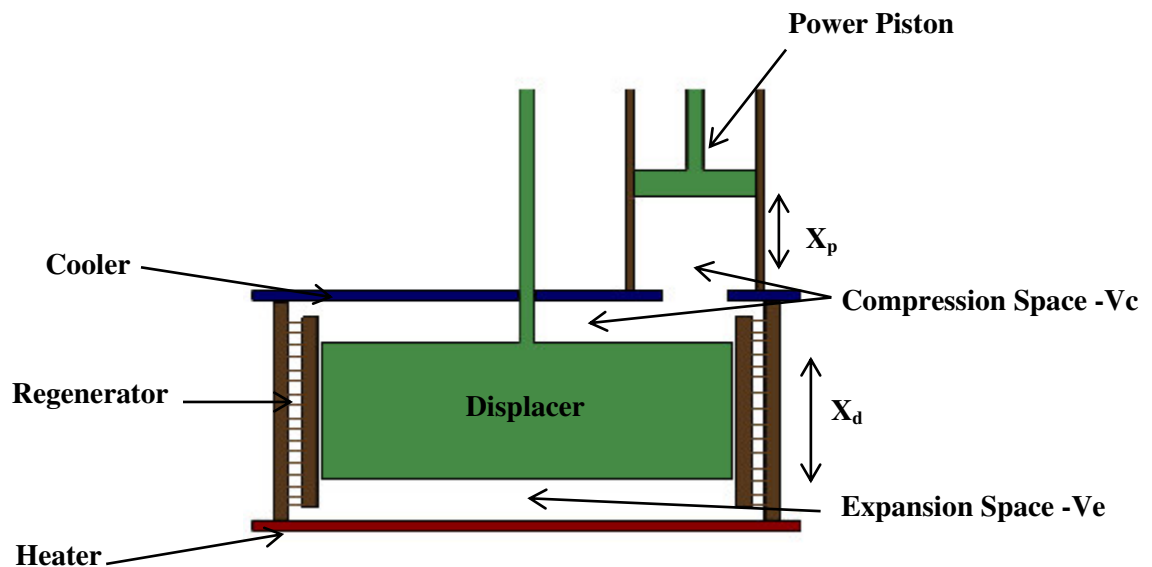 Power Piston
Xp
Cooler
Compression Space -Vc
Regenerator
Displacer
Xd
Expansion Space -Ve
Heater